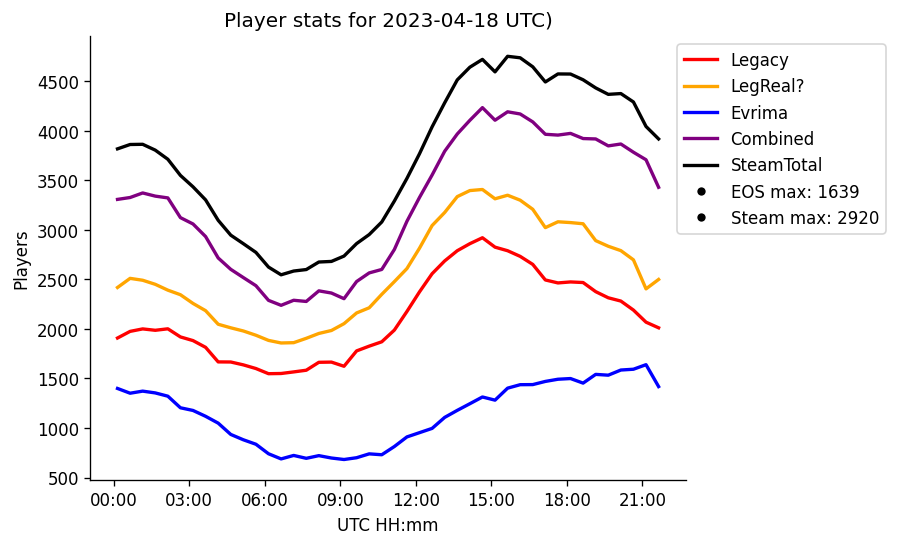 Player stats for 2023-04-18 UTC)
Players
4500
4000
3500
3000
2500
2000
1500
1000
500
00:00 03:00 06:00 09:00 12:00 15:00 18:00 21:00
UTC HH:mm
Legacy
LegReal?
Evrima
Combined
SteamTotal
EOS max: 1639
Steam max: 2920